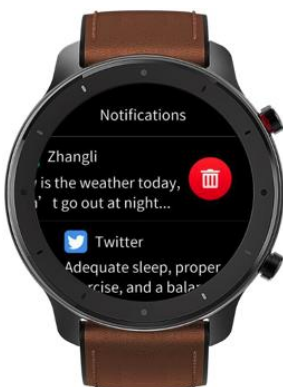 Notifications
Zhangli
is the weather today,
t go out at night...
Twitter
Adequate sleep, proper
and a